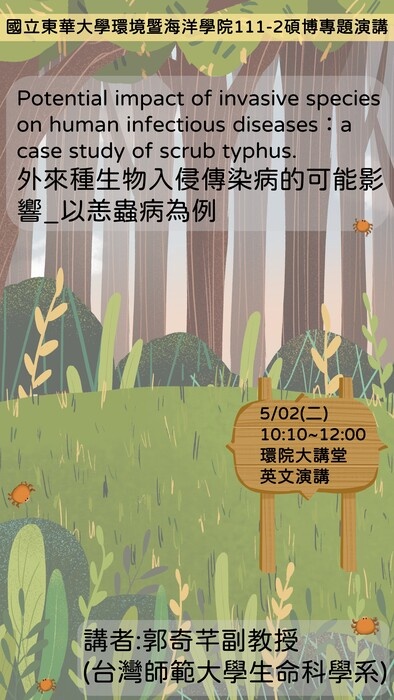 國立東華大學環境暨海洋學院111-2碩博專題演講
Potential impact of invasive species
on human infectious diseases：a
case study of scrub typhus.
外來種生物入侵傳染病的可能影
響_以恙蟲病為例
5/02(二)
10:10~12:00
環院大講堂
英文演講
講者:郭奇芊副教授
(台灣師範大學生命科學系)